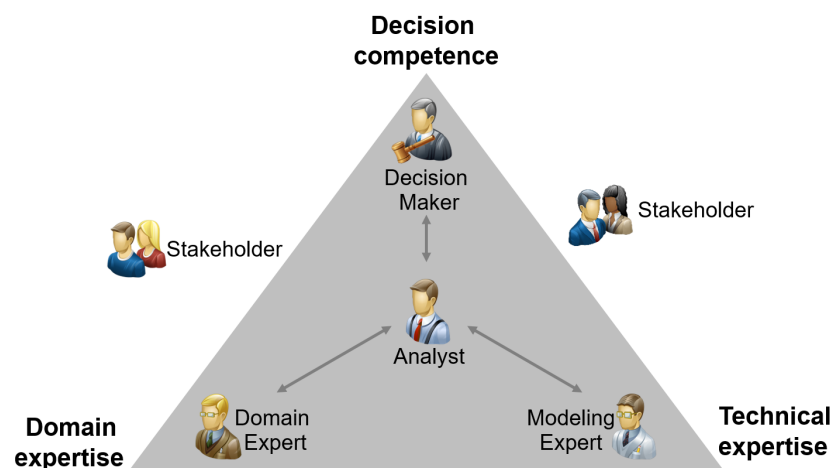 Decision
competence
Decision
Maker
Stakeholder
Stakeholder
Analyst
Domain
Expert
Modeling
Expert
Domain
expertise
Technical
expertise